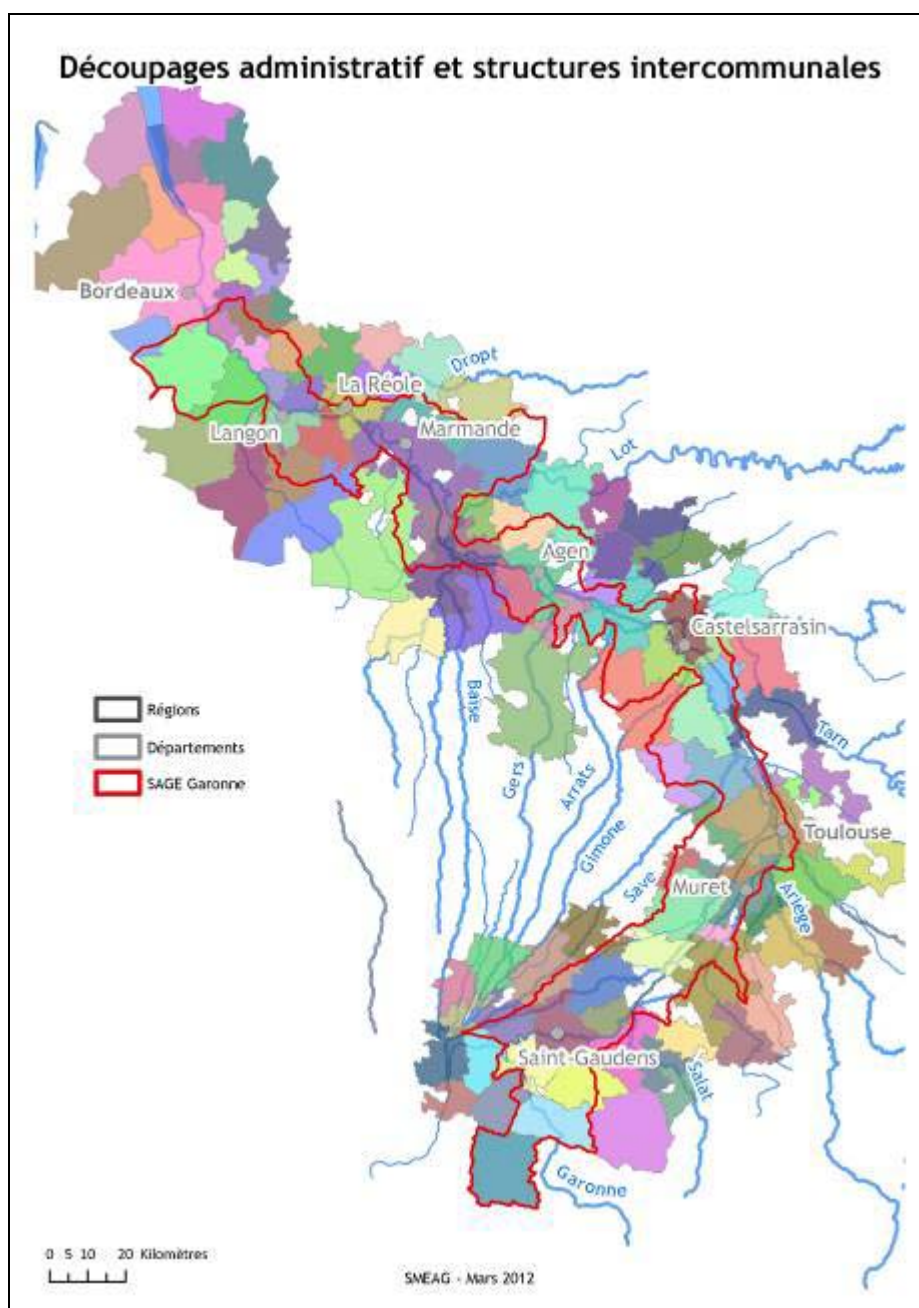 Découpages administratif et structures intercommunales
Bordeaux
Dropt
La Réole
Langon
Marmande
Lot
Agen
Castelsarrasin
Régions
Départements
SAGE Garonne
Baïse
Gers
Arrats
Gimone
Tarn
Toulouse
Save
Muret
Ariege
Saint-Gaudens
Salat
Garonne
0 5 10 20 Kilomètres
SMEAG - Mars 2012